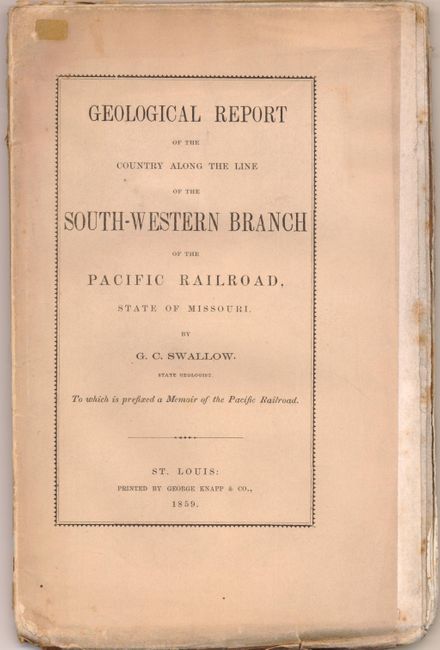 GEOLOGICAL REPORT
OF THE
COUNTRY ALONG THE LINE
OF THE
SOUTH-WESTERN BRANCH
OF THE
PACIFIC RAILROAD,
STATE OF MISSOURI.
BY
G. C. SWALLOW,
STATE GEOLOGIST.
To which is prefixed a Memoir of the Pacific Railroad.
ST. LOUIS:
PRINTED BY GEORGE KNAPP & CO.,
1859.